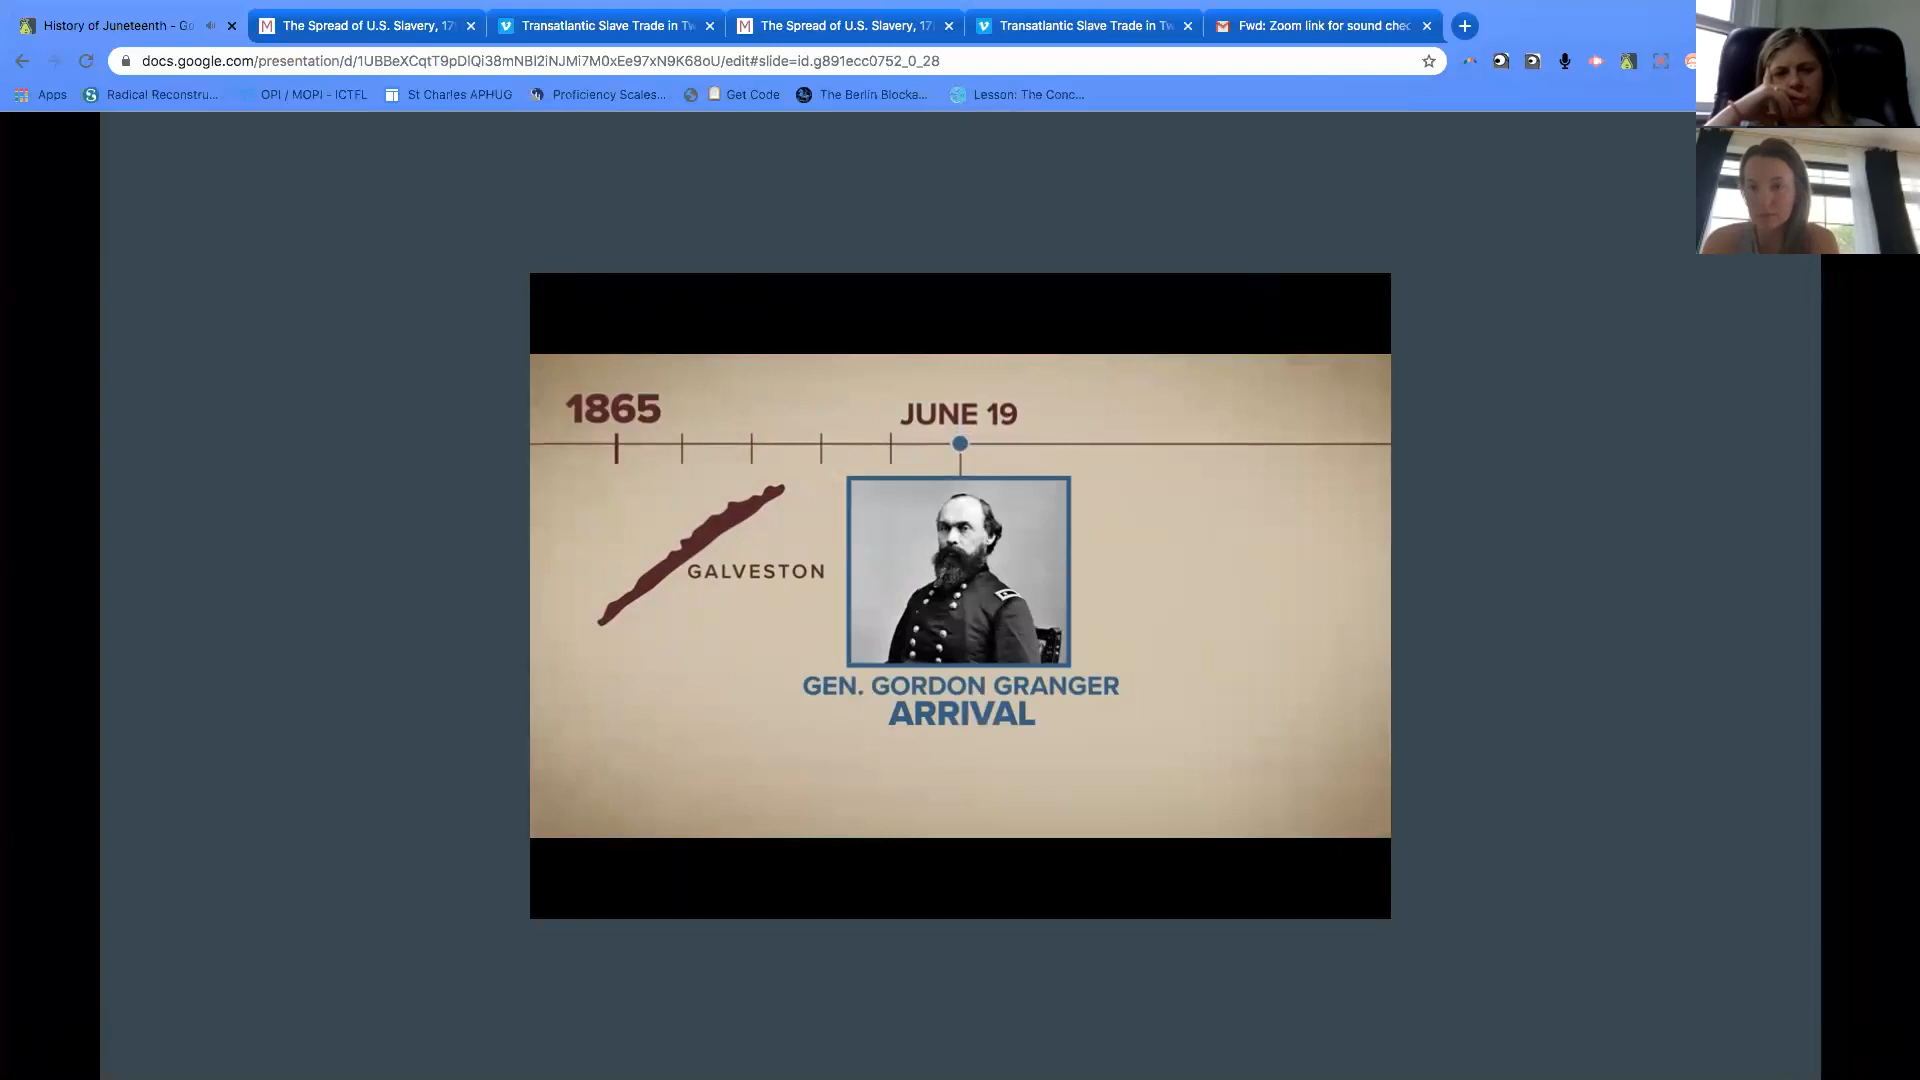 History of Juneteenth - Go
The Spread of U.S. Slavery, 17
Transatlantic Slave Trade in Tw
The Spread of U.S. Slavery, 17
Transatlantic Slave Trade in Tw
Fwd: Zoom link for sound chec
docs.google.com/presentation/d/1UBBeXCqtT9pDlQi38mNBl2iNJMi7M0xEe97xN9K68oU/edit#slide=id.g891ecc0752_0_28
Apps
Radical Reconstru...
OPI / MOPI - ICTFL
St Charles APHUG
Proficiency Scales...
Get Code
The Berlin Blocka...
Lesson: The Conc...
1865
JUNE 19
GALVESTON
GEN. GORDON GRANGER
ARRIVAL